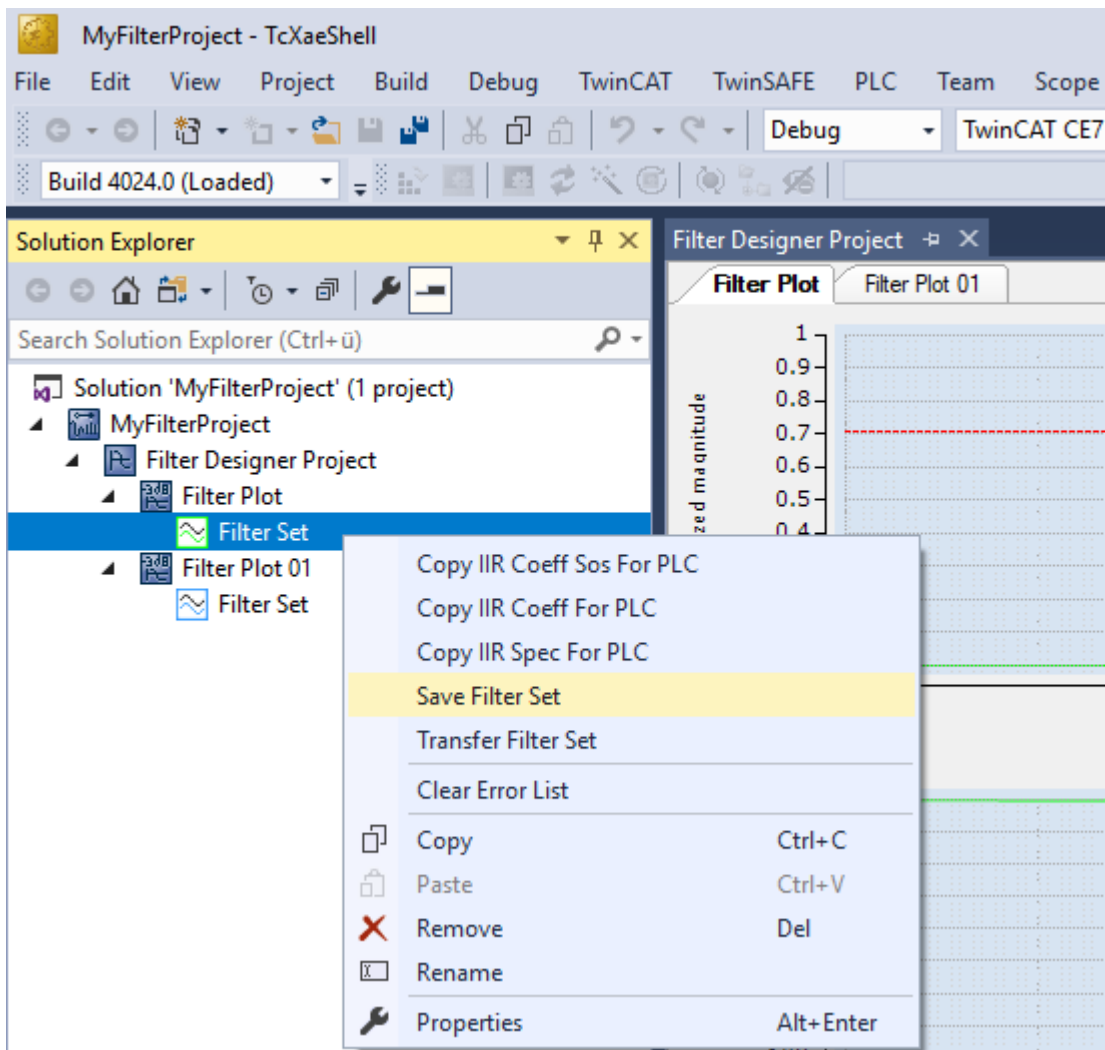 MyFilterProject - TcXaeShell
File Edit View Project Build Debug TwinCAT TwinSAFE PLC Team Scope
Debug TwinCAT CE7
Build 4024.0 (Loaded)
Solution Explorer
Filter Designer Project
Filter Plot Filter Plot 01
Search Solution Explorer (Ctrl+ü)
Solution 'MyFilterProject' (1 project)
MyFilterProject
Filter Designer Project
3dB Filter Plot
Filter Set
3dB Filter Plot 01
Filter Set
1
0.9
0.8
0.7
0.6
0.5
0.4
zed magnitude
Copy IIR Coeff Sos For PLC
Copy IIR Coeff For PLC
Copy IIR Spec For PLC
Save Filter Set
Transfer Filter Set
Clear Error List
Copy Ctrl+C
Paste Ctrl+V
Remove Del
Rename
Properties Alt+Enter